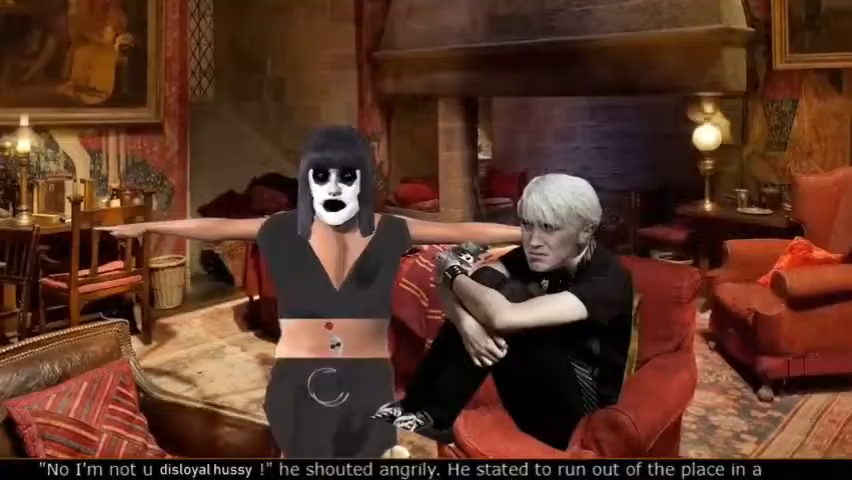 "No I'm not u disloyal hussy !" he shouted angrily. He stated to run out of the place in a